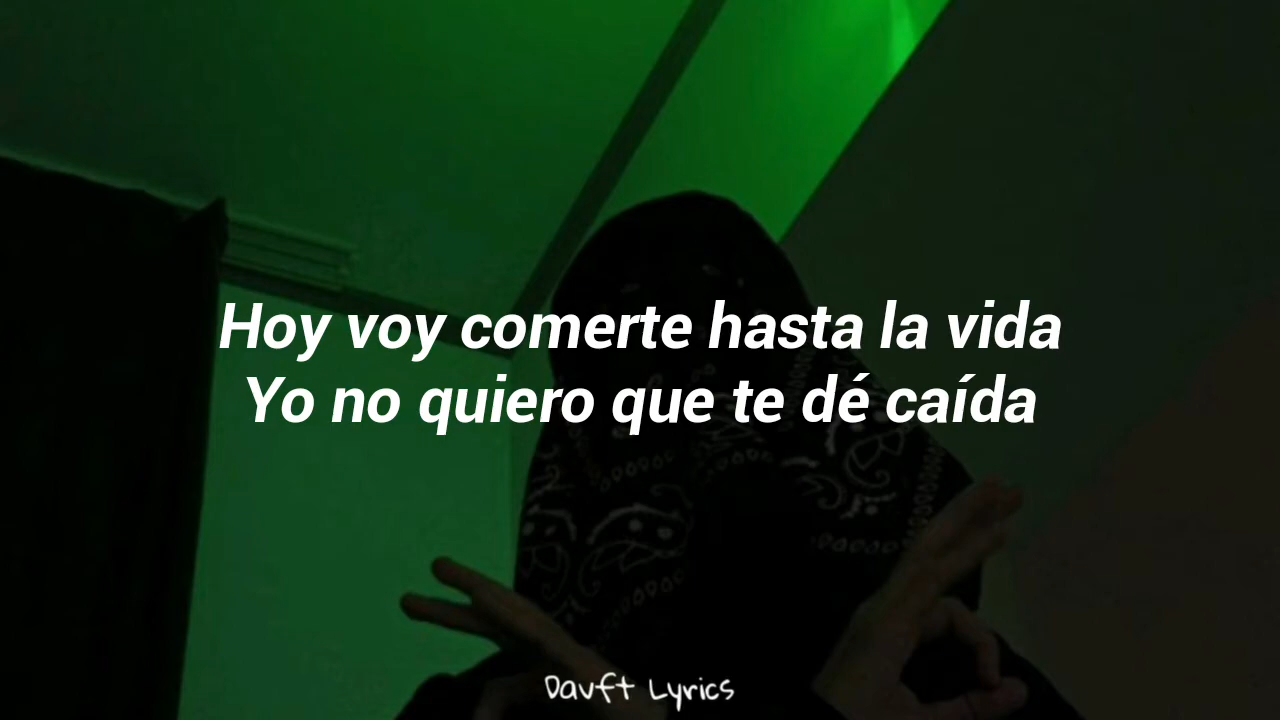 Hoy voy comerte hasta la vida
Yo no quiero que te dé caída
Davft Lyrics